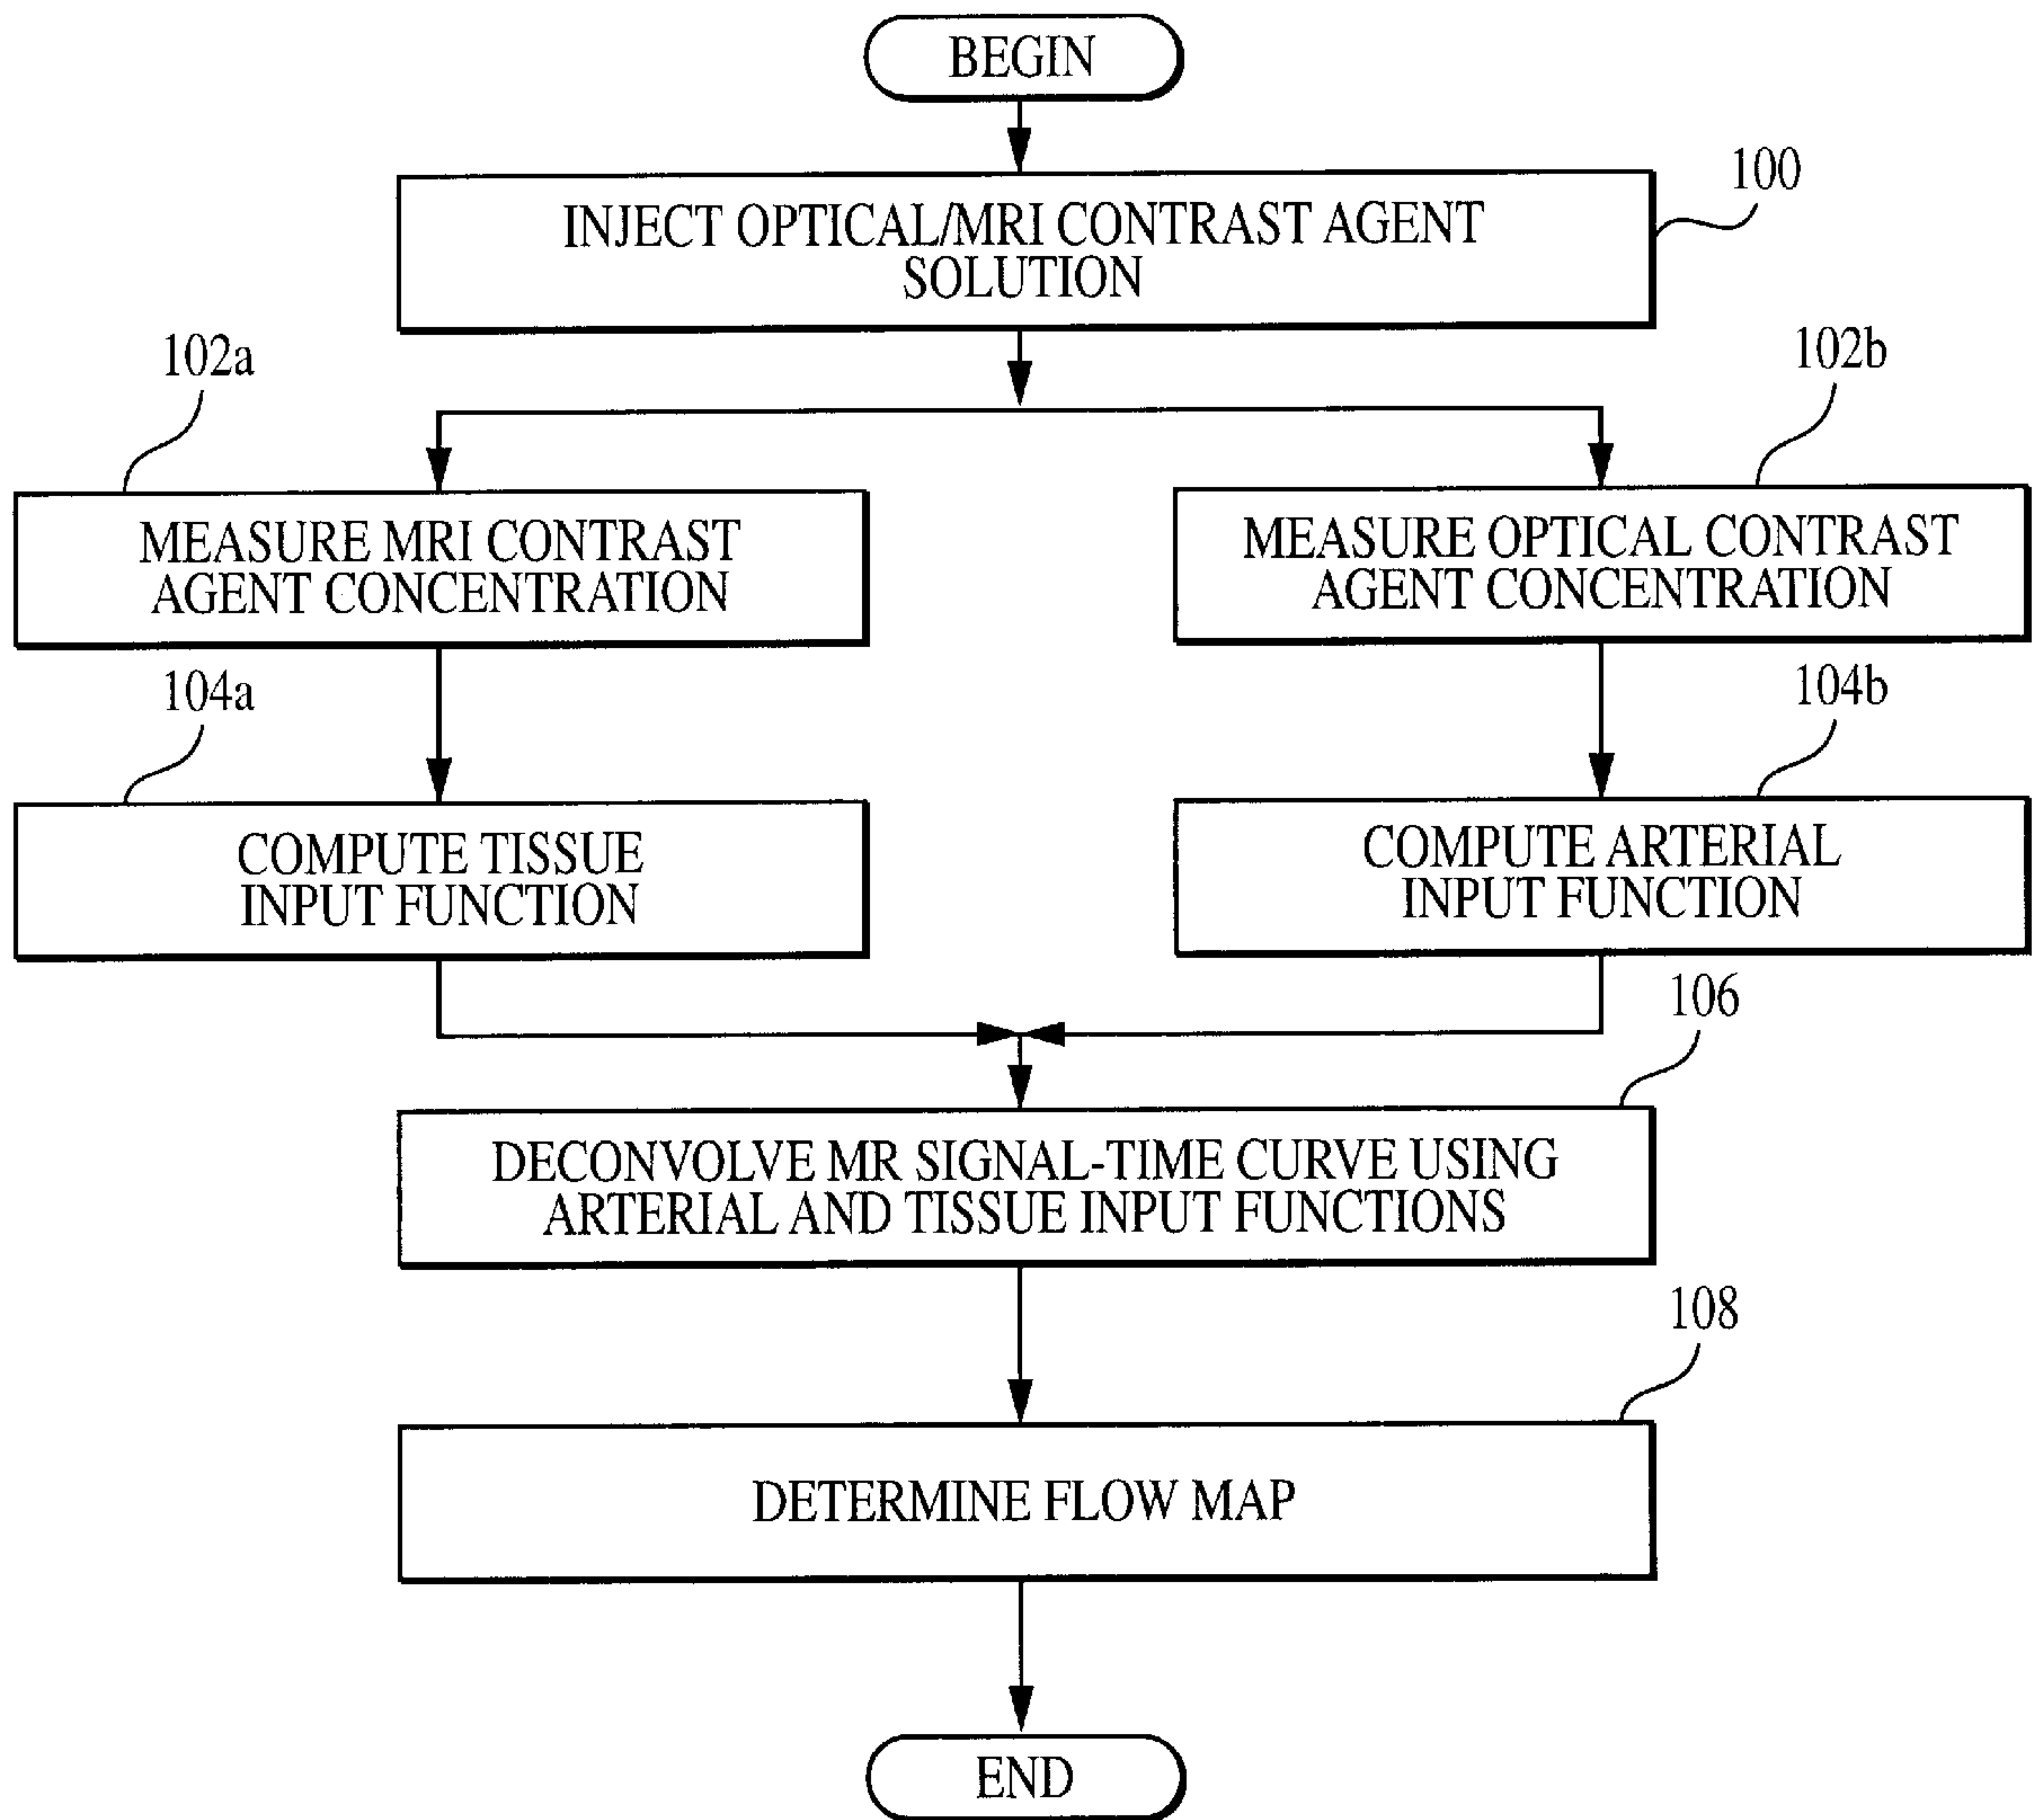 BEGIN
100
INJECT OPTICAL/MRI CONTRAST AGENT
SOLUTION
102a
102b
MEASURE MRI CONTRAST
AGENT CONCENTRATION
MEASURE OPTICAL CONTRAST
AGENT CONCENTRATION
104a
104b
COMPUTE TISSUE
INPUT FUNCTION
COMPUTE ARTERIAL
INPUT FUNCTION
106
DECONVOLVE MR SIGNAL-TIME CURVE USING
ARTERIAL AND TISSUE INPUT FUNCTIONS
108
DETERMINE FLOW MAP
END